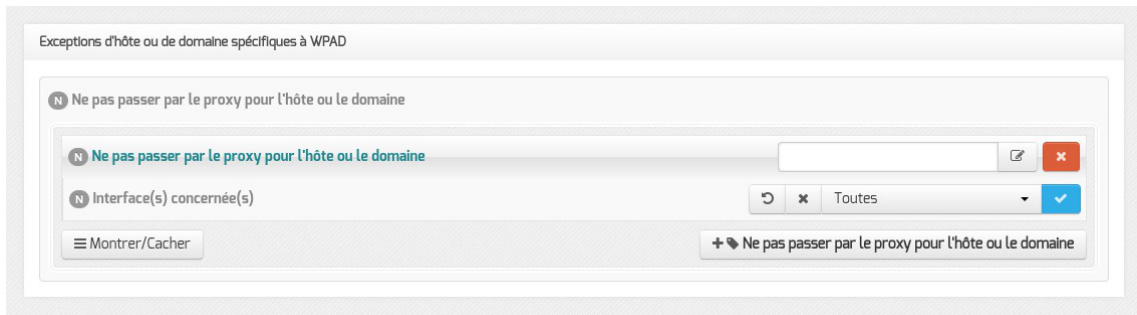 Exceptions d'hôte ou de domaine spécifiques à WPAD
N Ne pas passer par le proxy pour l'hôte ou le domaine
N Ne pas passer par le proxy pour l'hôte ou le domaine
N Interface(s) concernée(s) Toutes
Montrer/Cacher Ne pas passer par le proxy pour l'hôte ou le domaine